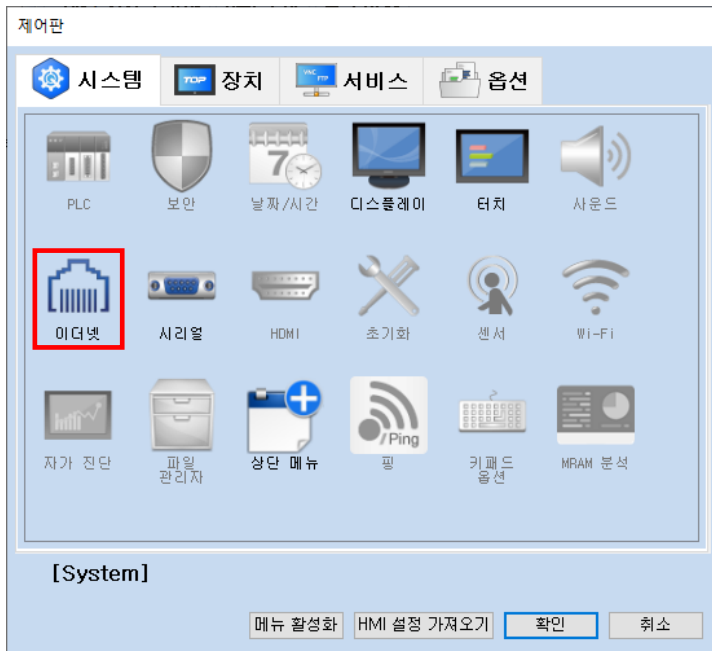 제어판
시스템
TOP
장치
VNC
FTP
서비스
옵션
PLC
보안
7
날짜/시간
디스플레이
터치
사운드
이더넷
시리얼
HDMI
초기화
센서
Wi-Fi
자가 진단
파일
관리자
상단 메뉴
/Ping
핑
키패드
옵션
MRAM 분석
[System]
메뉴 활성화
HMI 설정 가져오기
확인
취소